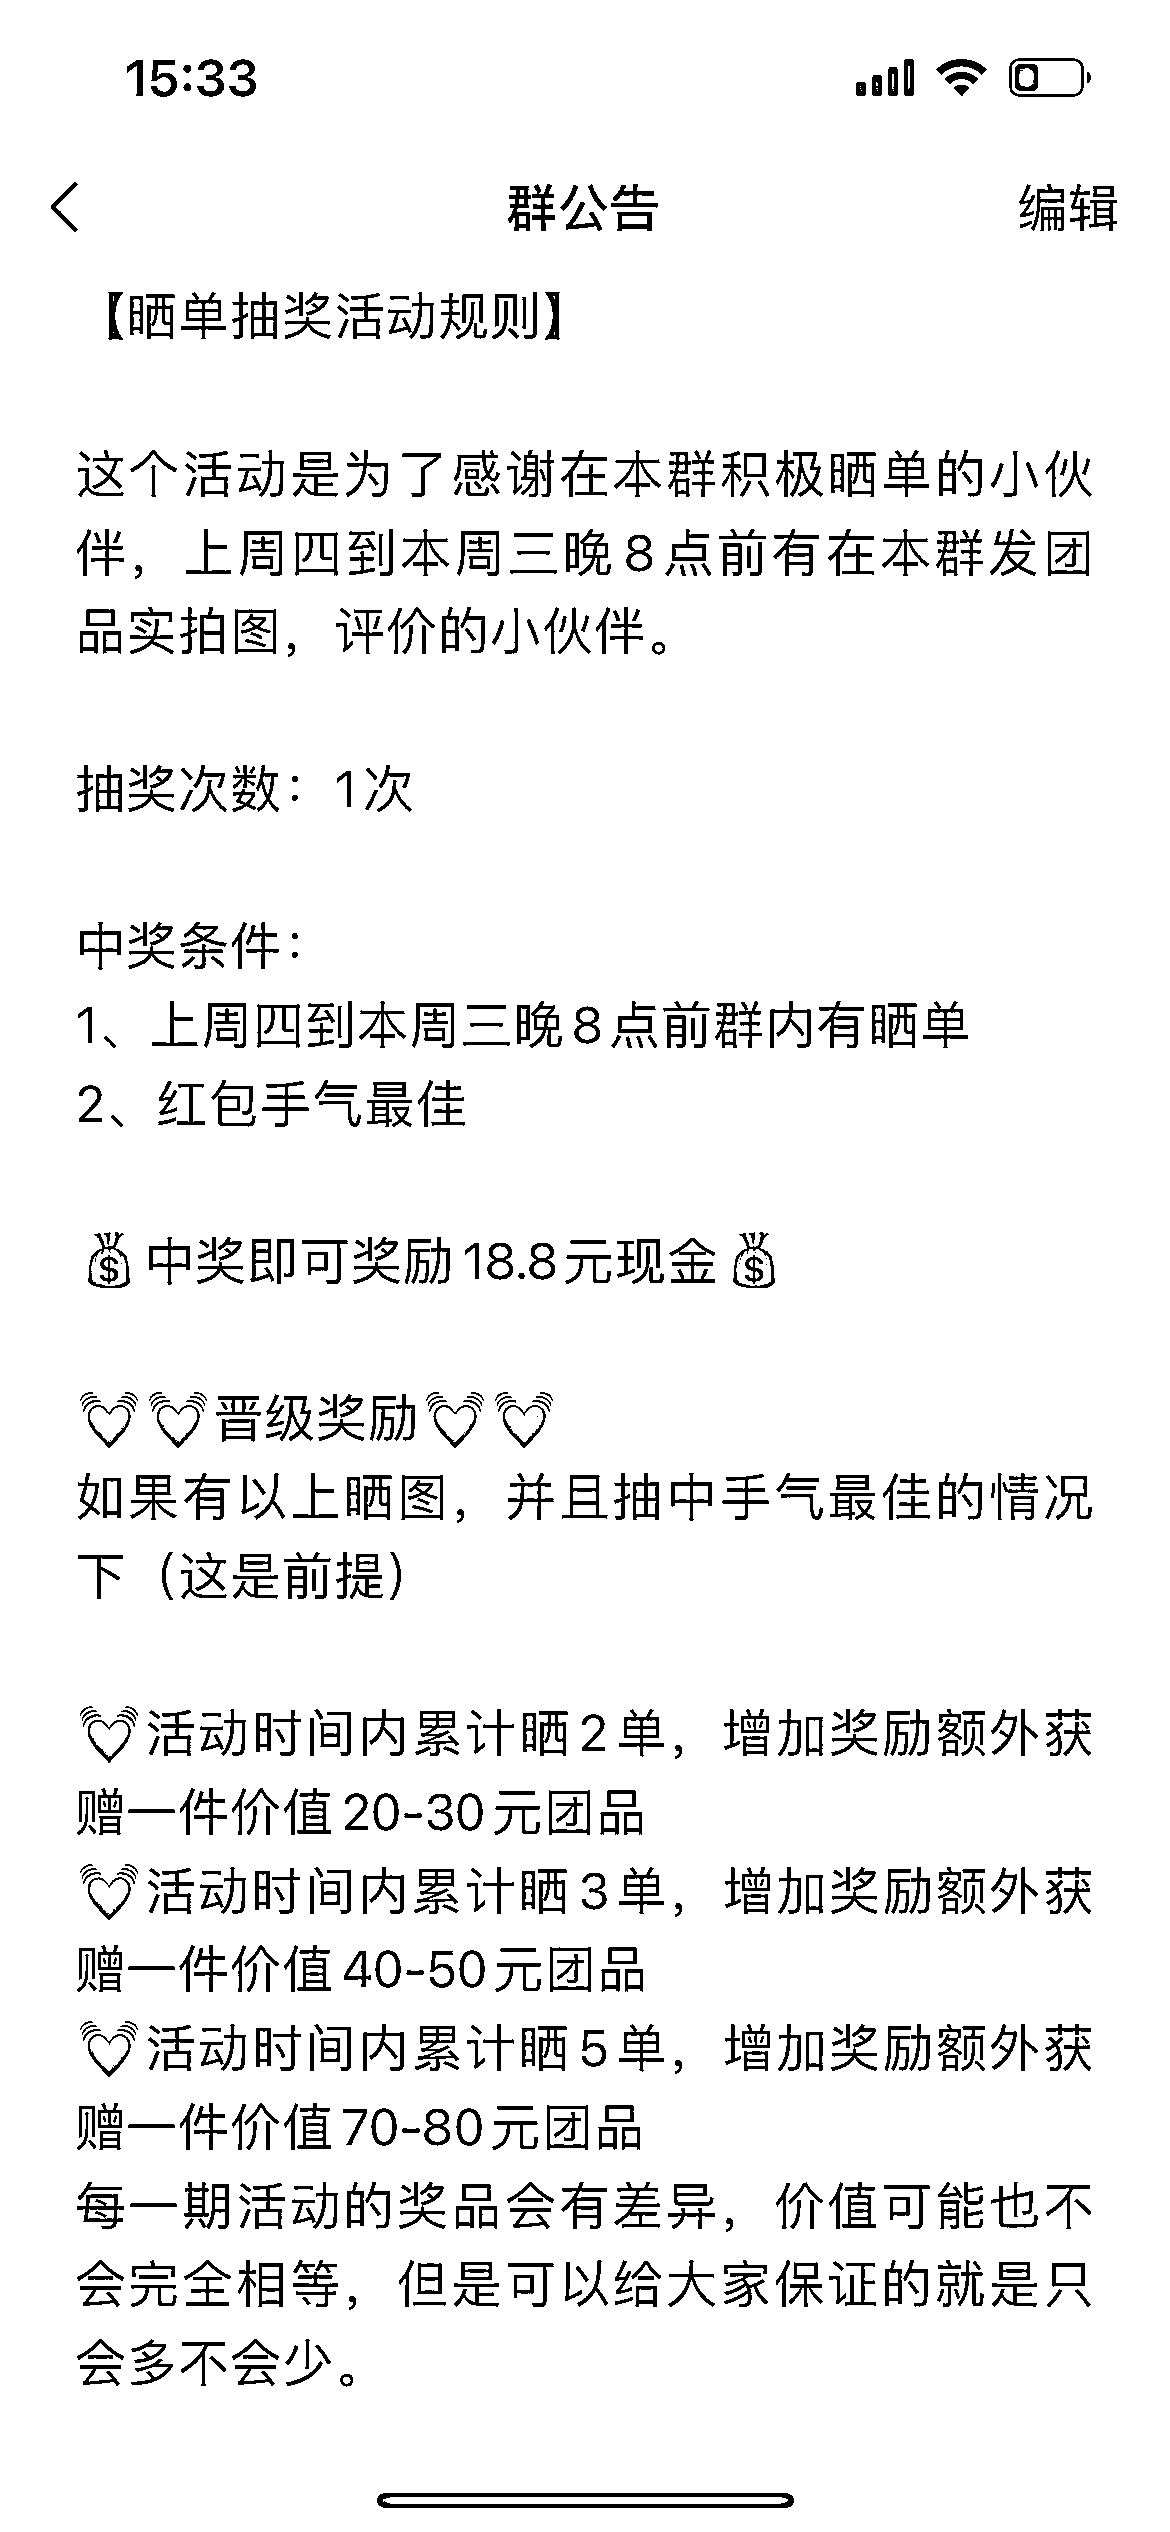 15:33
群公告
编辑
【晒单抽奖活动规则】
这个活动是为了感谢在本群积极晒单的小伙
伴，上周四到本周三晚8点前有在本群发团
品实拍图，评价的小伙伴。
抽奖次数：1次
中奖条件：
1、上周四到本周三晚8点前群内有晒单
2、红包手气最佳
💰中奖即可奖励18.8元现金💰
💓💓晋级奖励💓💓
如果有以上晒图，并且抽中手气最佳的情况
下（这是前提）
💓活动时间内累计晒2单，增加奖励额外获
赠一件价值20-30元团品
💓活动时间内累计晒3单，增加奖励额外获
赠一件价值40-50元团品
💓活动时间内累计晒5单，增加奖励额外获
赠一件价值70-80元团品
每一期活动的奖品会有差异，价值可能也不
会完全相等，但是可以给大家保证的就是只
会多不会少。